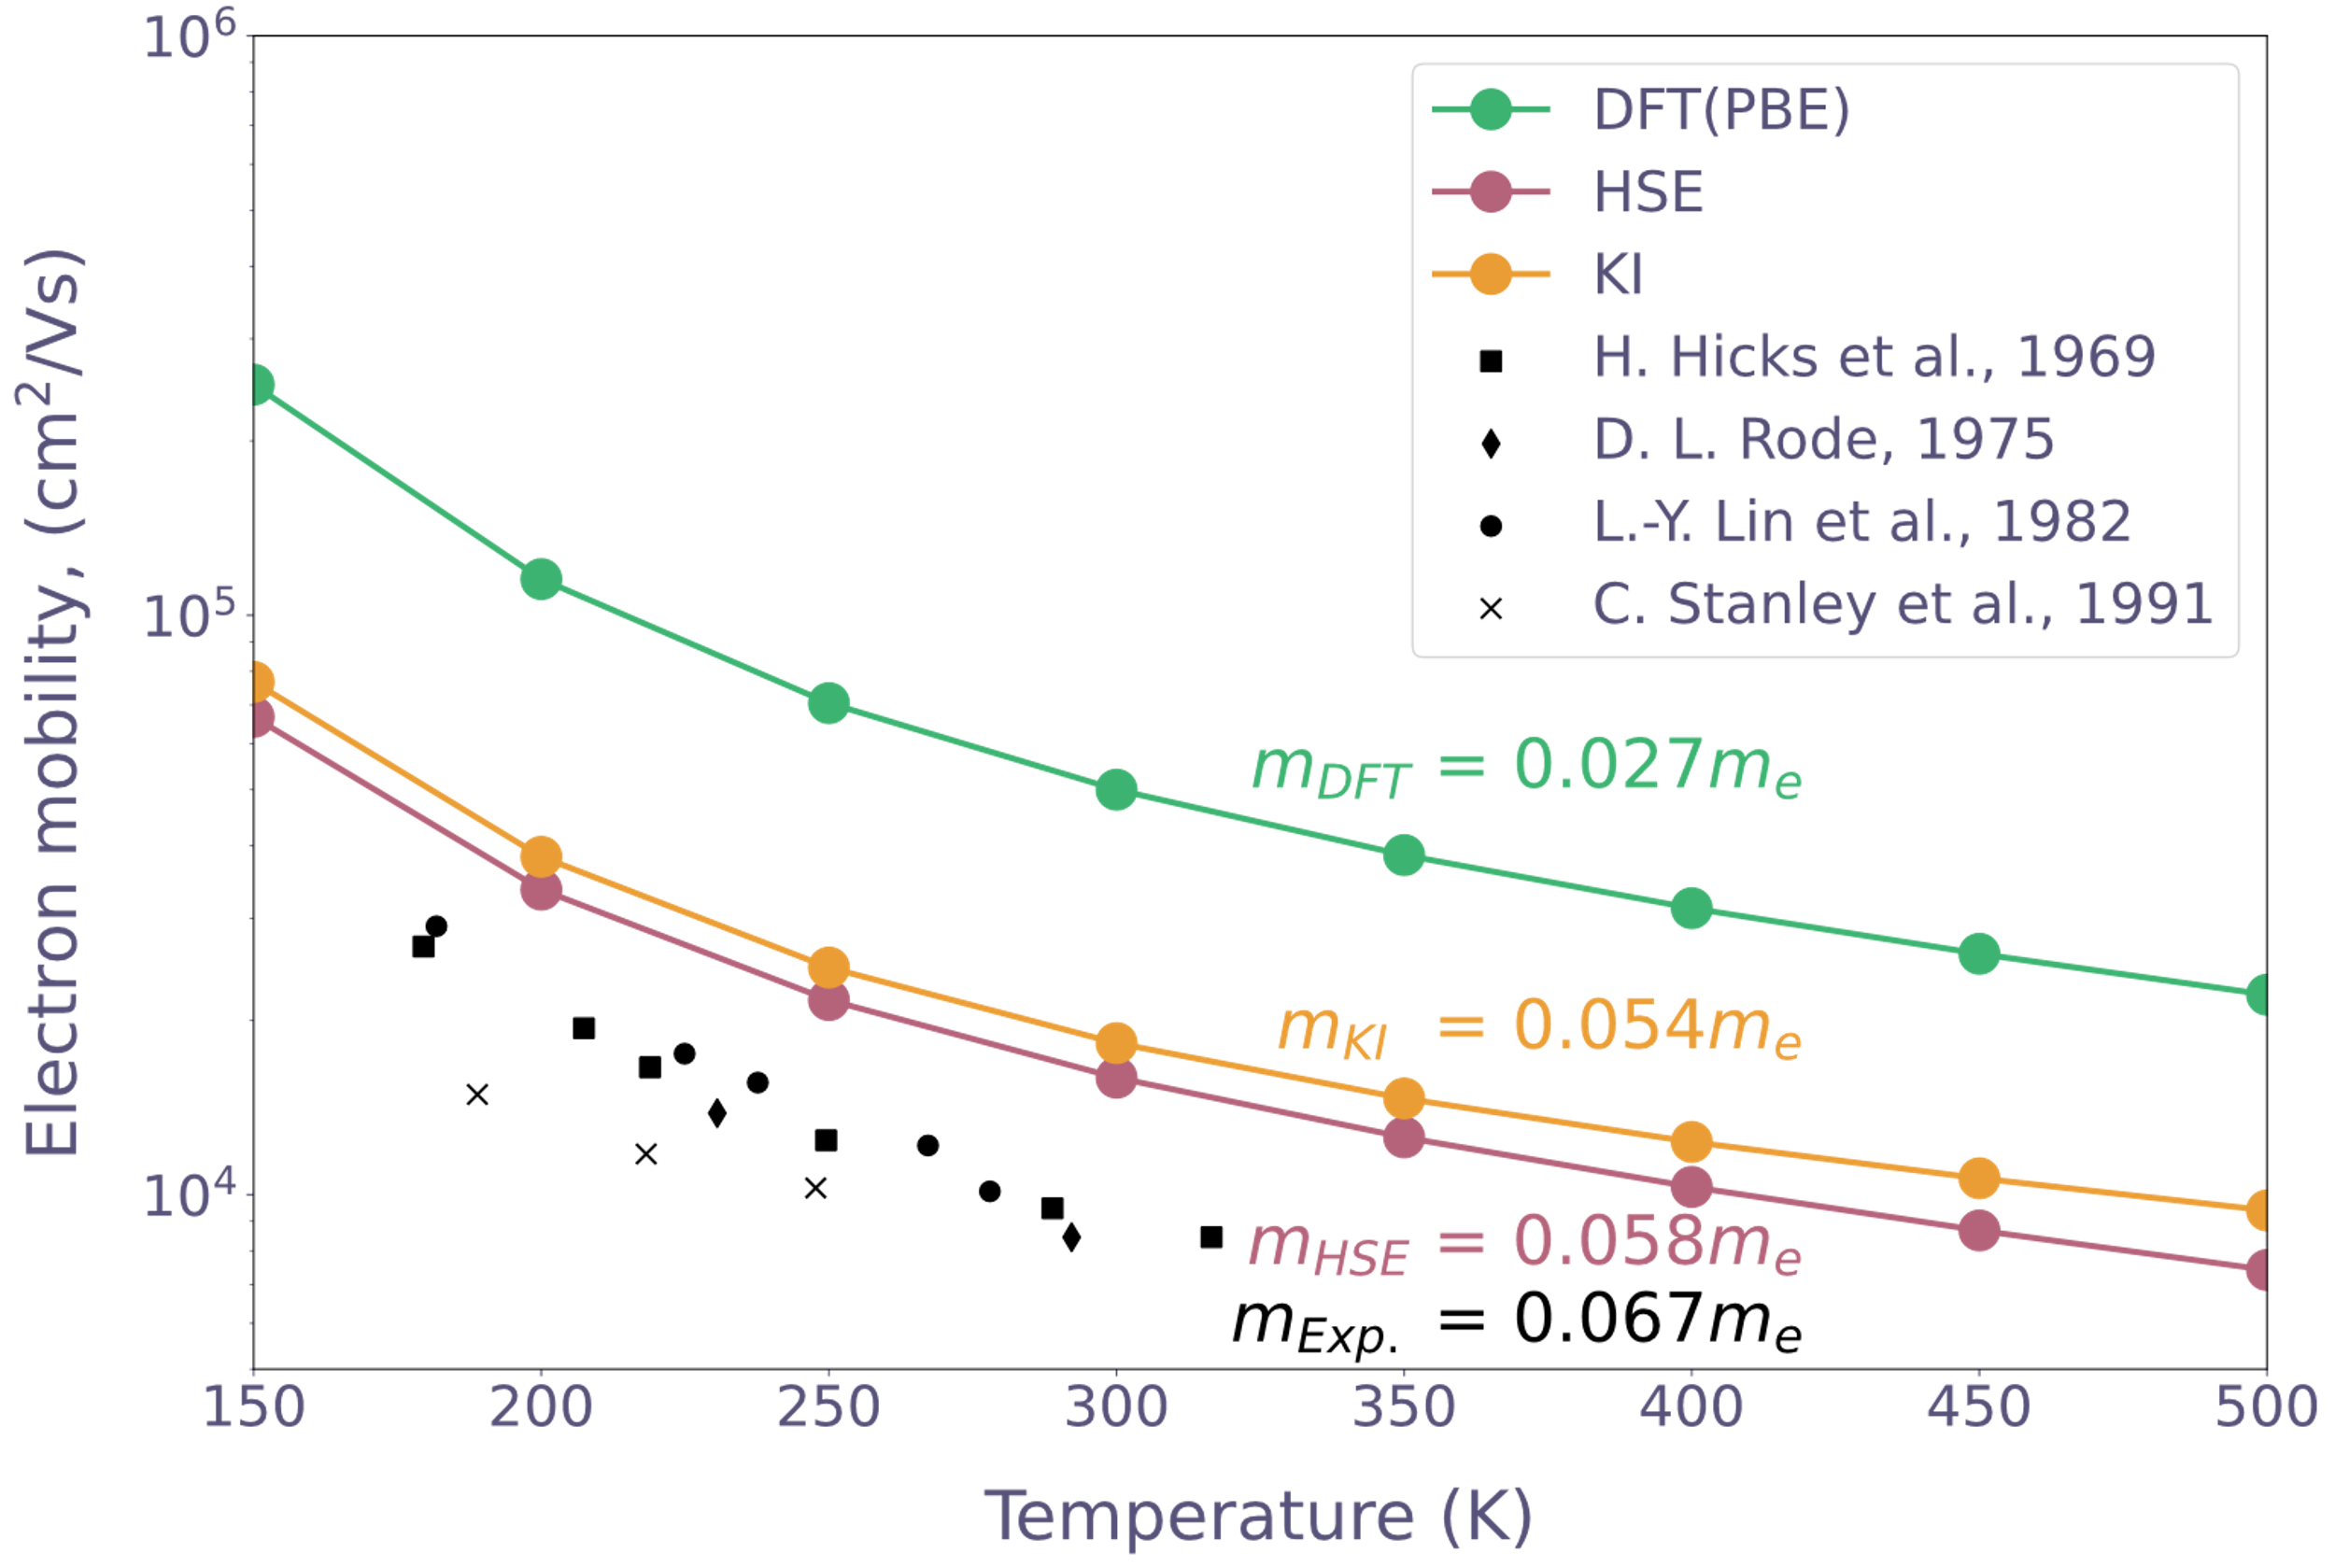 10^6
10^5
10^4
Electron mobility, (cm^2/Vs)
DFT(PBE)
HSE
KI
H. Hicks et al., 1969
D. L. Rode, 1975
L.-Y. Lin et al., 1982
C. Stanley et al., 1991
m_DFT = 0.027m_e
m_KI = 0.054m_e
m_HSE = 0.058m_e
m_Exp. = 0.067m_e
150 200 250 300 350 400 450 500
Temperature (K)